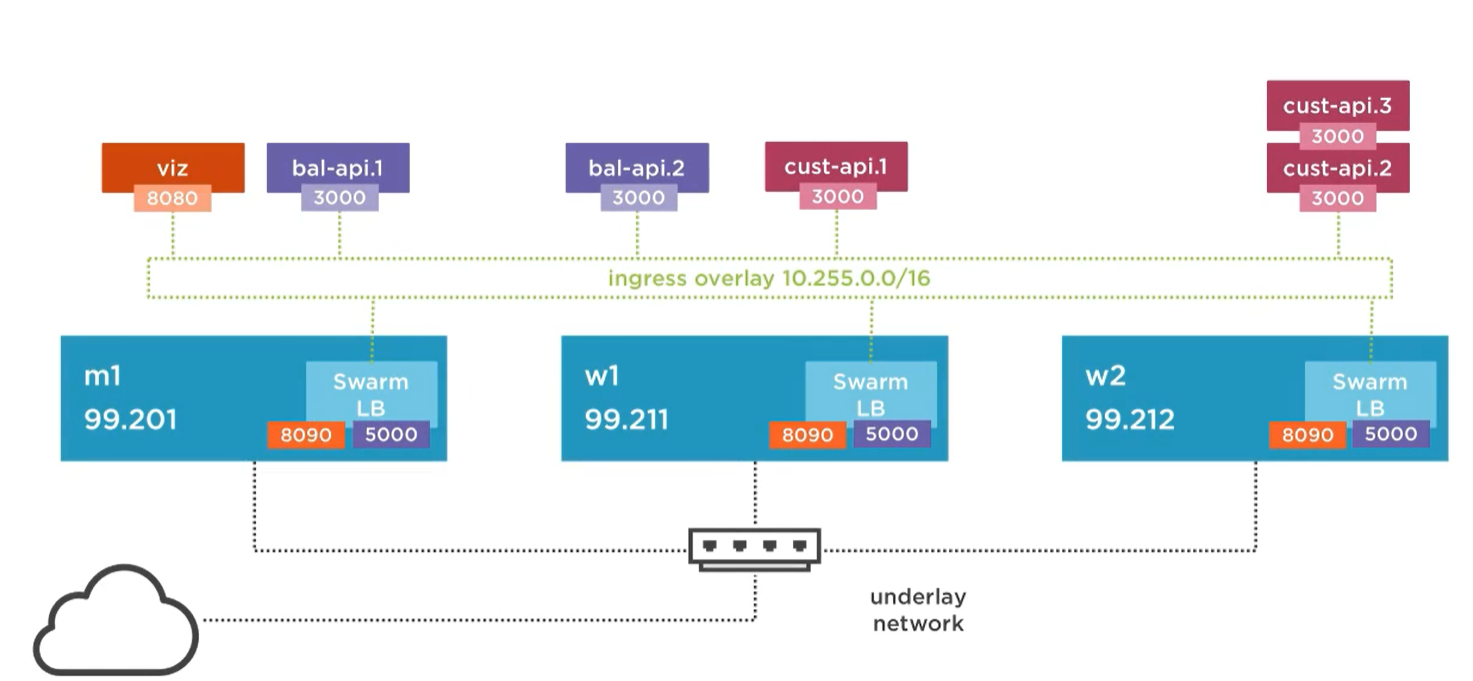 cust-api.3
3000
viz
8080
bal-api.1
3000
bal-api.2
3000
cust-api.1
3000
cust-api.2
3000
ingress overlay 10.255.0.0/16
m1
99.201
Swarm
LB
8090
5000
w1
99.211
Swarm
LB
8090
5000
w2
99.212
Swarm
LB
8090
5000
underlay
network